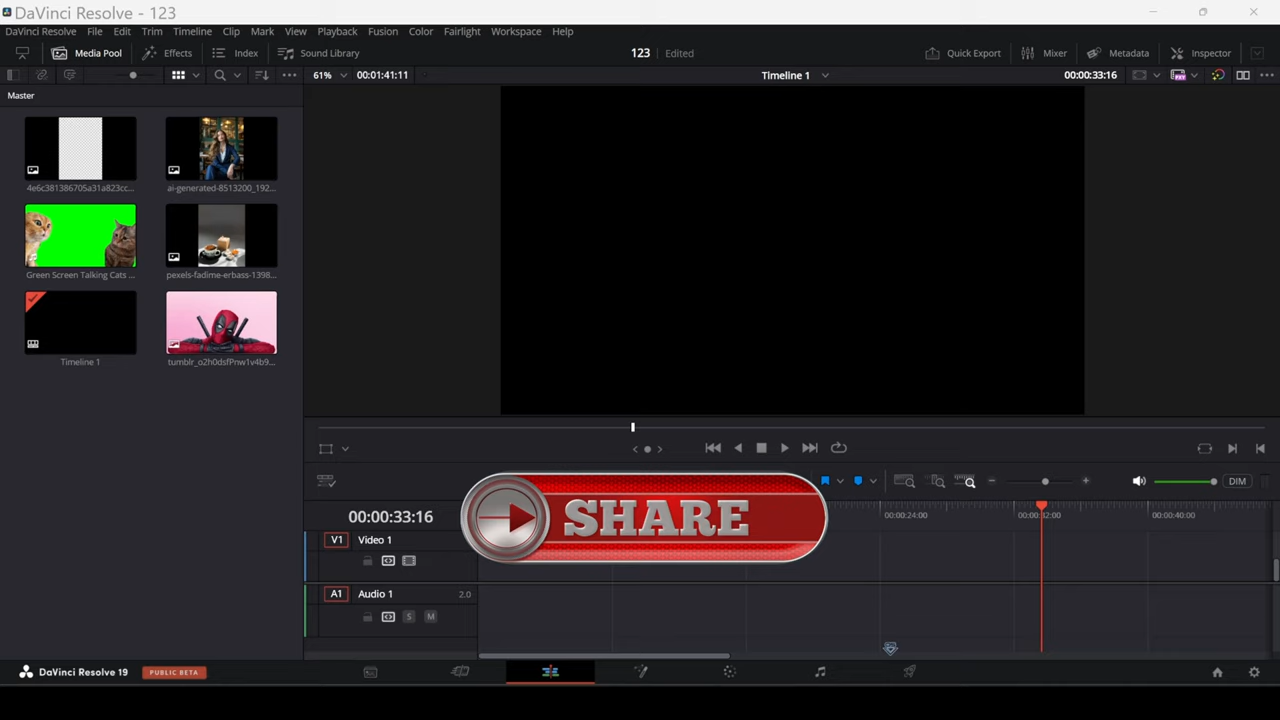 DaVinci Resolve - 123
DaVinci Resolve File Edit Trim Timeline Clip Mark View Playback Fusion Color Fairlight Workspace Help
Media Pool Effects Index Sound Library 123 Edited Quick Export Mixer Metadata Inspector
61% 00:01:41:11 Timeline 1 00:00:33:16
Master
4e6c381386705a31a823cc... ai-generated-8513200_192...
Green Screen Talking Cats ... pexels-fadime-erbass-1398...
Timeline 1 tumblr_o2h0dsfPnw1v4b9...
DIM
00:00:33:16 SHARE 00:00:24:00 00:00:32:00 00:00:40:00
V1 Video 1
A1 Audio 1 2.0
S M
DaVinci Resolve 19 PUBLIC BETA